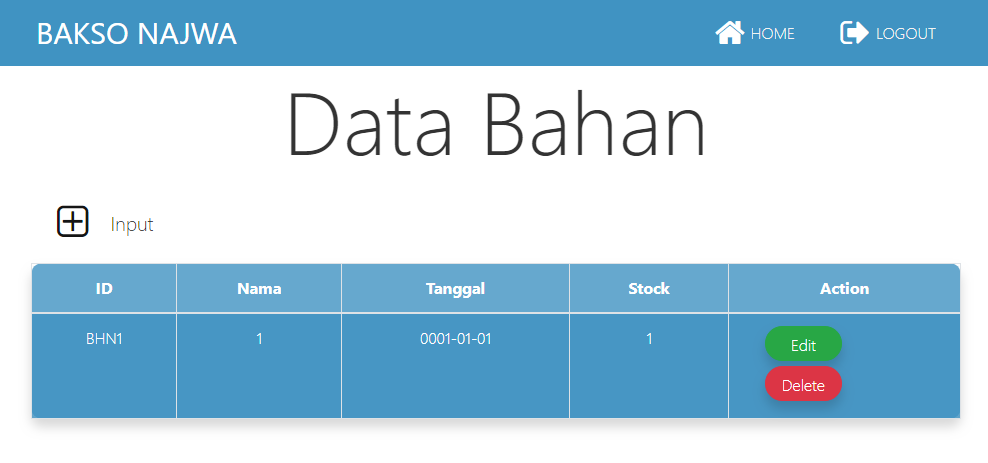 BAKSO NAJWA HOME LOGOUT
Data Bahan
Input
ID Nama Tanggal Stock Action
BHN1 1 0001-01-01 1 Edit
Delete